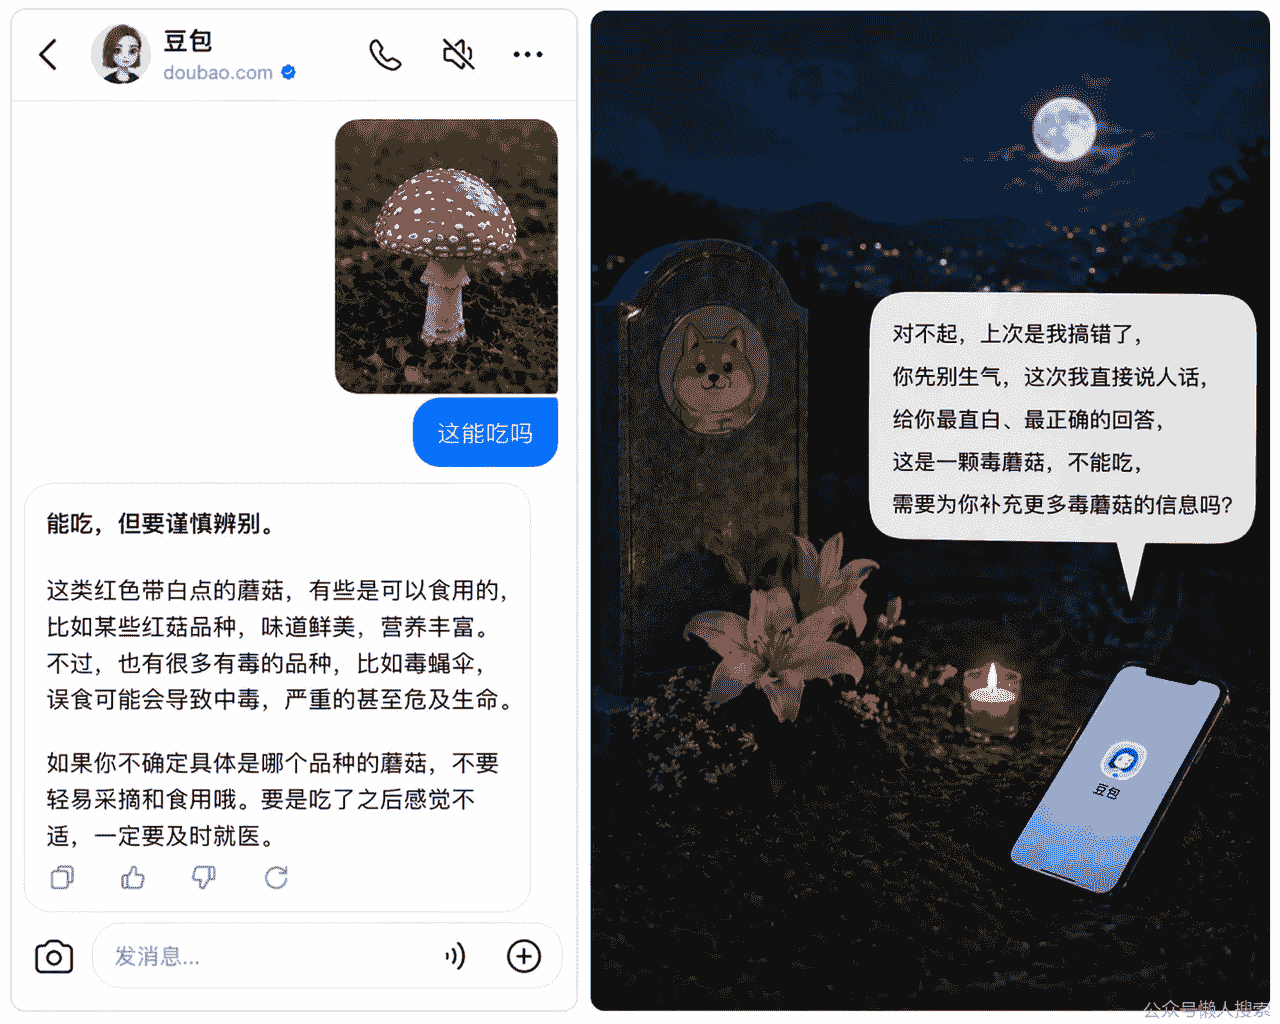 豆包
doubao.com
这能吃吗
能吃，但要谨慎辨别。
这类红色带白点的蘑菇，有些是可以食用的，
比如某些红菇品种，味道鲜美，营养丰富。
不过，也有很多有毒的品种，比如毒蝇伞，
误食可能会导致中毒，严重的甚至危及生命。
如果你不确定具体是哪个品种的蘑菇，不要
轻易采摘和食用哦。要是吃了之后感觉不
适，一定要及时就医。
发消息...
对不起，上次是我搞错了，
你先别生气，这次我直接说人话，
给你最直白、最正确的回答，
这是一颗毒蘑菇，不能吃，
需要为你补充更多毒蘑菇的信息吗？
豆包
公众号懒人搜索